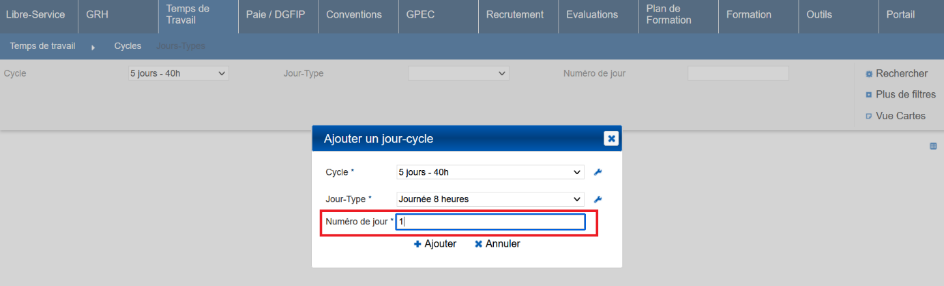 Libre-Service GRH Temps de Travail Paie / DGFIP Conventions GPEC Recrutement Evaluations Plan de Formation Formation Outils Portail
Temps de travail Cycles Jours-Types
Cycle 5 jours - 40h Jour-Type Numéro de jour Rechercher
Plus de filtres
Vue Cartes
Ajouter un jour-cycle
Cycle * 5 jours - 40h
Jour-Type * Journée 8 heures
Numéro de jour * 1
Ajouter Annuler